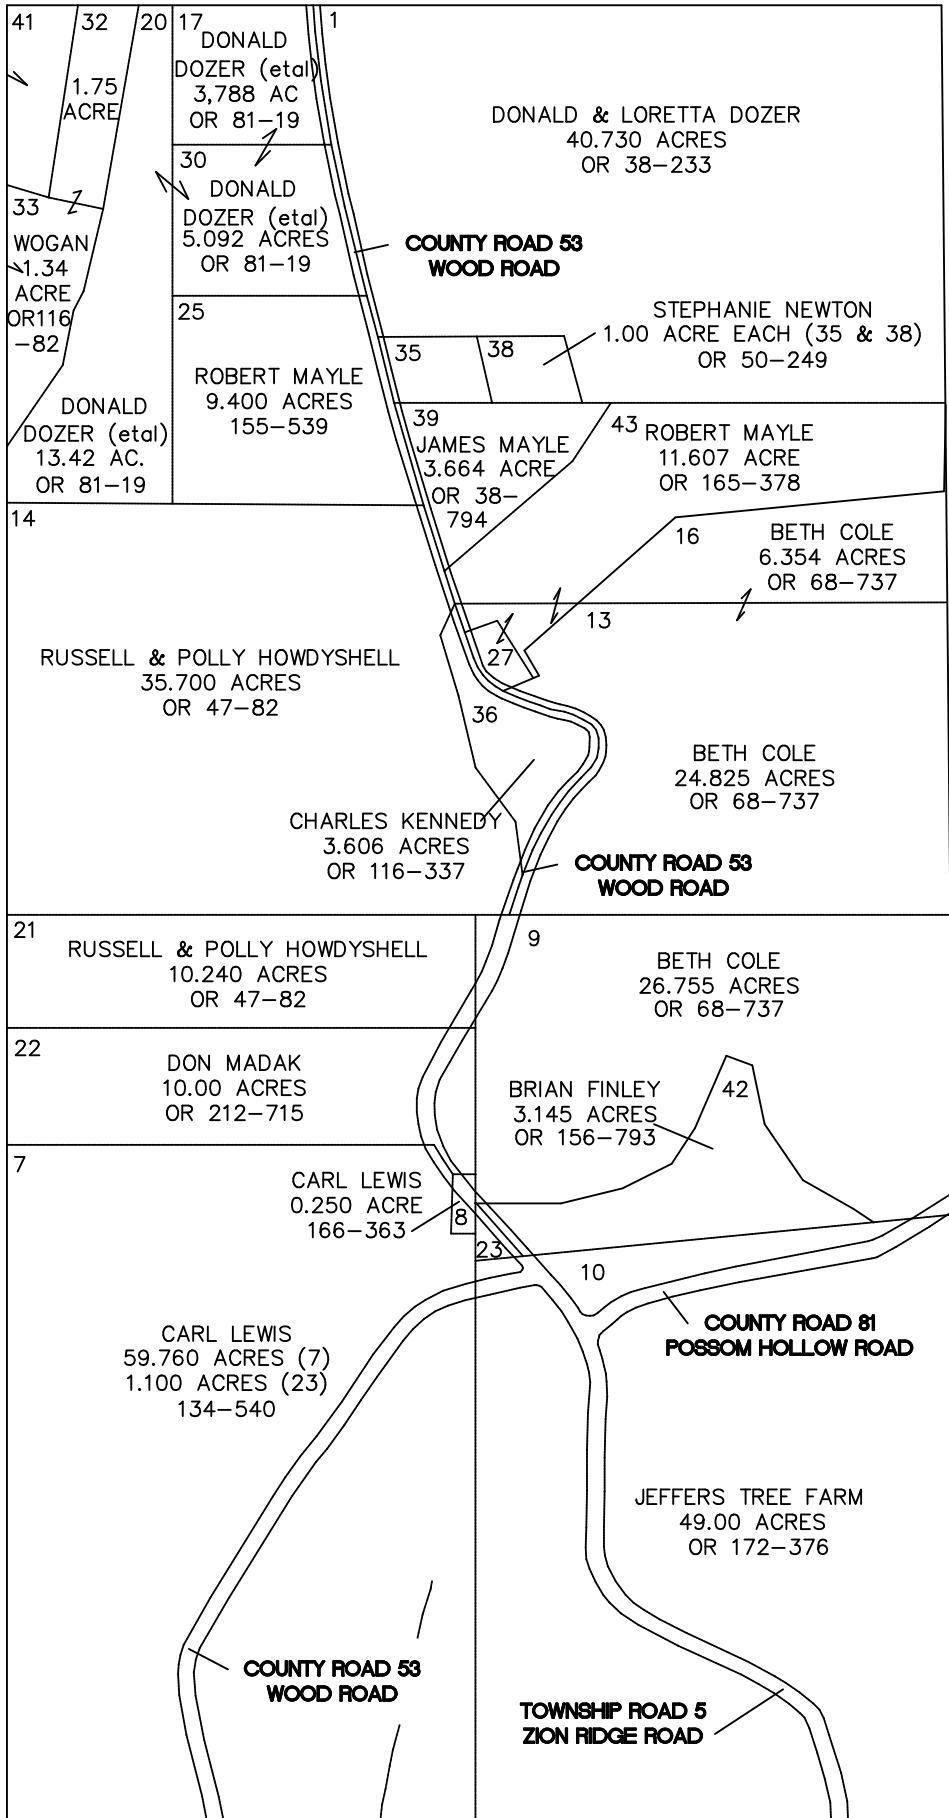 41
32
20
17
1
1.75
ACRE
DONALD
DOZER (etal)
3,788 AC
OR 81-19
DONALD & LORETTA DOZER
40.730 ACRES
OR 38-233
30
DONALD
DOZER (etal)
5.092 ACRES
OR 81-19
33
WOGAN
1.34
ACRE
OR116
-82
COUNTY ROAD 53
WOOD ROAD
25
ROBERT MAYLE
9.400 ACRES
155-539
STEPHANIE NEWTON
1.00 ACRE EACH (35 & 38)
OR 50-249
35
38
DONALD
DOZER (etal)
13.42 AC.
OR 81-19
39
JAMES MAYLE
3.664 ACRE
OR 38-
794
43
ROBERT MAYLE
11.607 ACRE
OR 165-378
14
16
BETH COLE
6.354 ACRES
OR 68-737
13
27
RUSSELL & POLLY HOWDYSHELL
35.700 ACRES
OR 47-82
36
BETH COLE
24.825 ACRES
OR 68-737
CHARLES KENNEDY
3.606 ACRES
OR 116-337
COUNTY ROAD 53
WOOD ROAD
21
RUSSELL & POLLY HOWDYSHELL
10.240 ACRES
OR 47-82
9
BETH COLE
26.755 ACRES
OR 68-737
22
DON MADAK
10.00 ACRES
OR 212-715
BRIAN FINLEY
3.145 ACRES
OR 156-793
42
7
CARL LEWIS
0.250 ACRE
166-363
8
23
10
COUNTY ROAD 81
POSSOM HOLLOW ROAD
CARL LEWIS
59.760 ACRES (7)
1.100 ACRES (23)
134-540
JEFFERS TREE FARM
49.00 ACRES
OR 172-376
COUNTY ROAD 53
WOOD ROAD
TOWNSHIP ROAD 5
ZION RIDGE ROAD